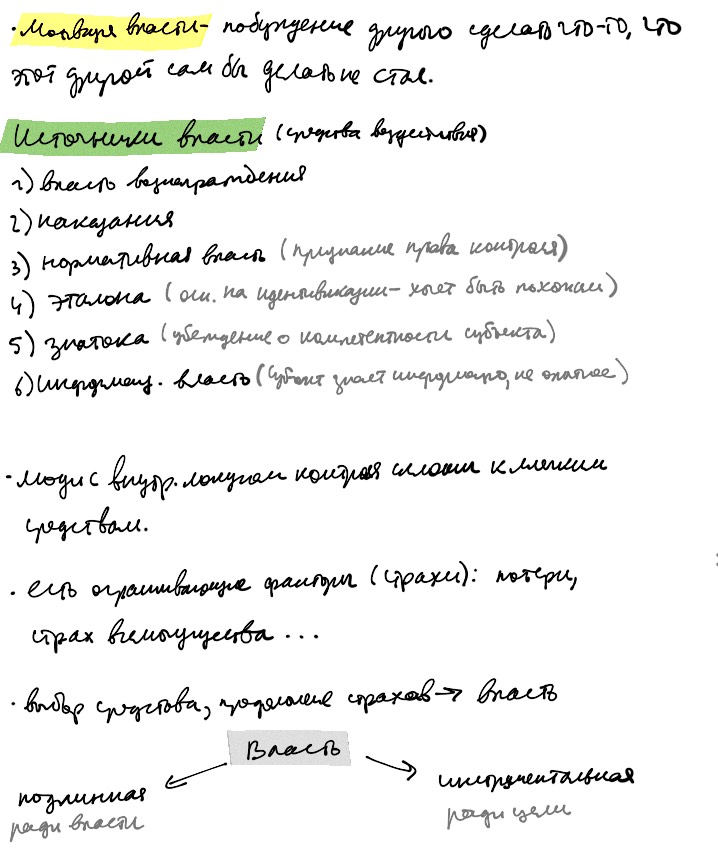 · Мотивация власти - побуждение другого сделать что-то, что
этот другой сам бы делать не стал.
Источники власти (средства воздействия)
1) власть вознаграждения
2) наказания
3) нормативная власть (признание права контроля)
4) эталона (осн. на идентификации - хочет быть похожим)
5) знатока (убеждение о компетентности субъекта)
6) информац. власть (субъект знает информацию, не опатное)
· люди с внутр. локусом контроля склонны к мягким
средствам.
· есть ограничивающие факторы (страхи): потери,
страх всемогущества ...
· выбор средства, преодоление страхов → власть
Власть
подлинная
ради власти
инструментальная
ради цели